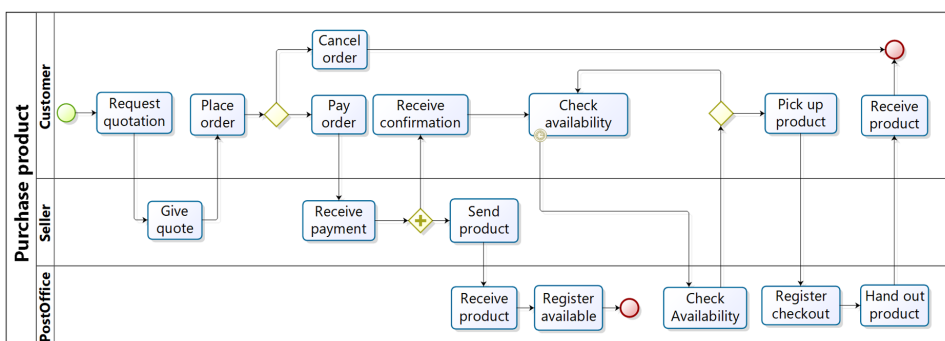 Purchase product
Customer
Cancel
order
Request
quotation
Place
order
Pay
order
Receive
confirmation
Check
availability
Pick up
product
Receive
product
Seller
Give
quote
Receive
payment
Send
product
PostOffice
Receive
product
Register
available
Check
Availability
Register
checkout
Hand out
product